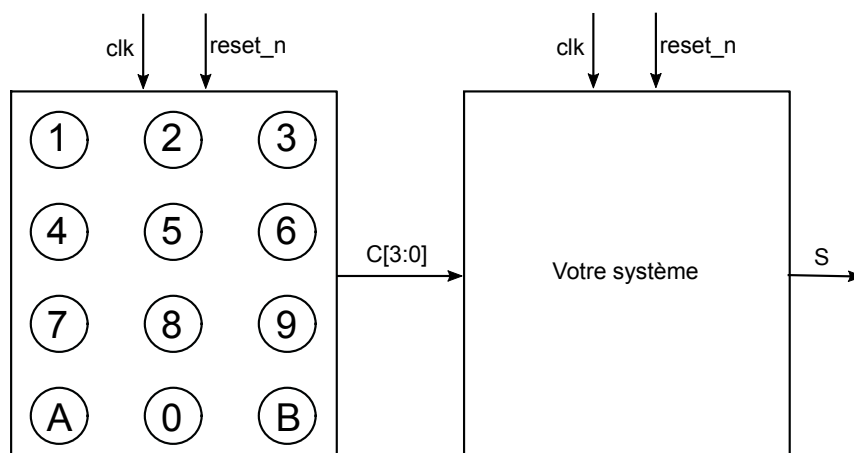 clk reset_n clk reset_n
1 2 3
4 5 6
C[3:0] Votre système S
7 8 9
A 0 B